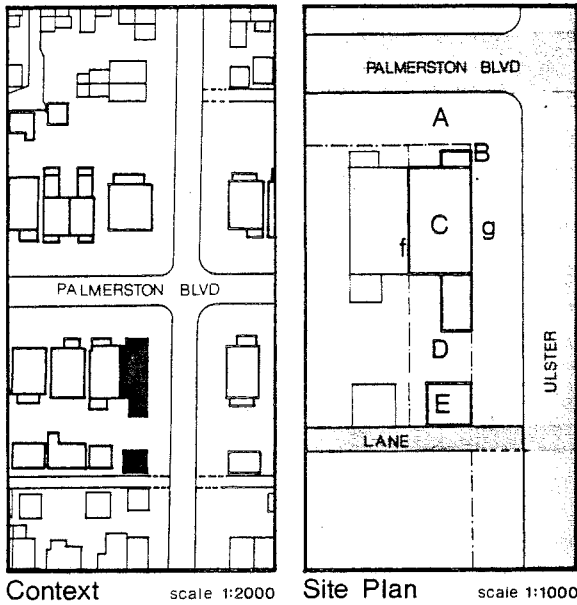 PALMERSTON BLVD
Context scale 1:2000
PALMERSTON BLVD
A
B
C
f
g
D
E
ULSTER
LANE
Site Plan scale 1:1000